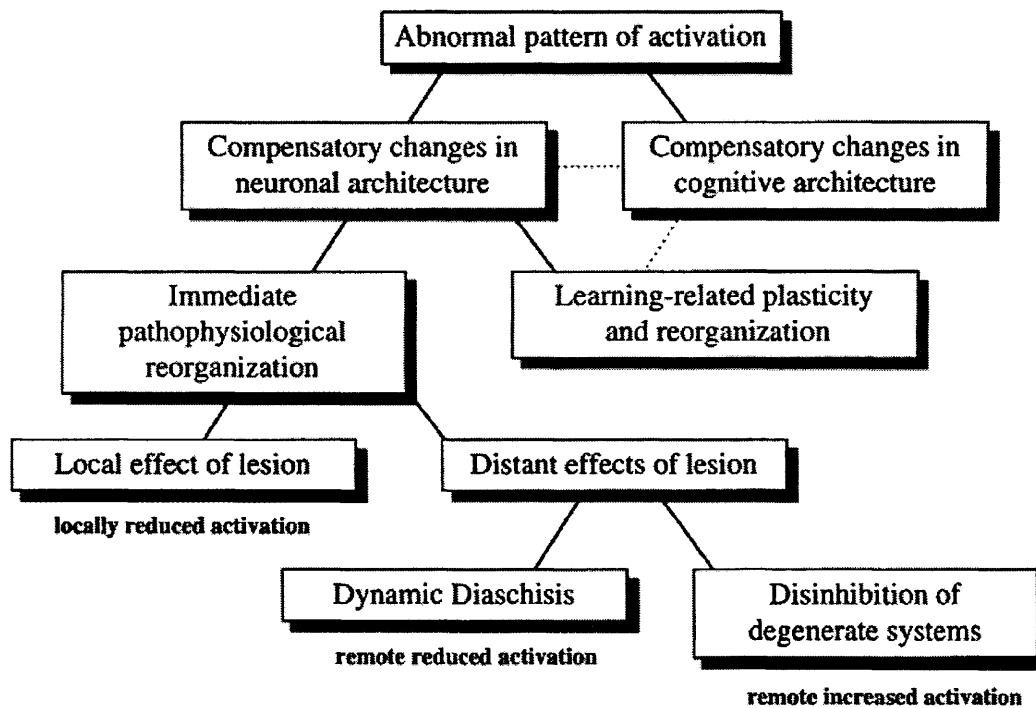 Abnormal pattern of activation
Compensatory changes in
neuronal architecture
Compensatory changes in
cognitive architecture
Immediate
pathophysiological
reorganization
Learning-related plasticity
and reorganization
Local effect of lesion
locally reduced activation
Distant effects of lesion
Dynamic Diaschisis
remote reduced activation
Disinhibition of
degenerate systems
remote increased activation